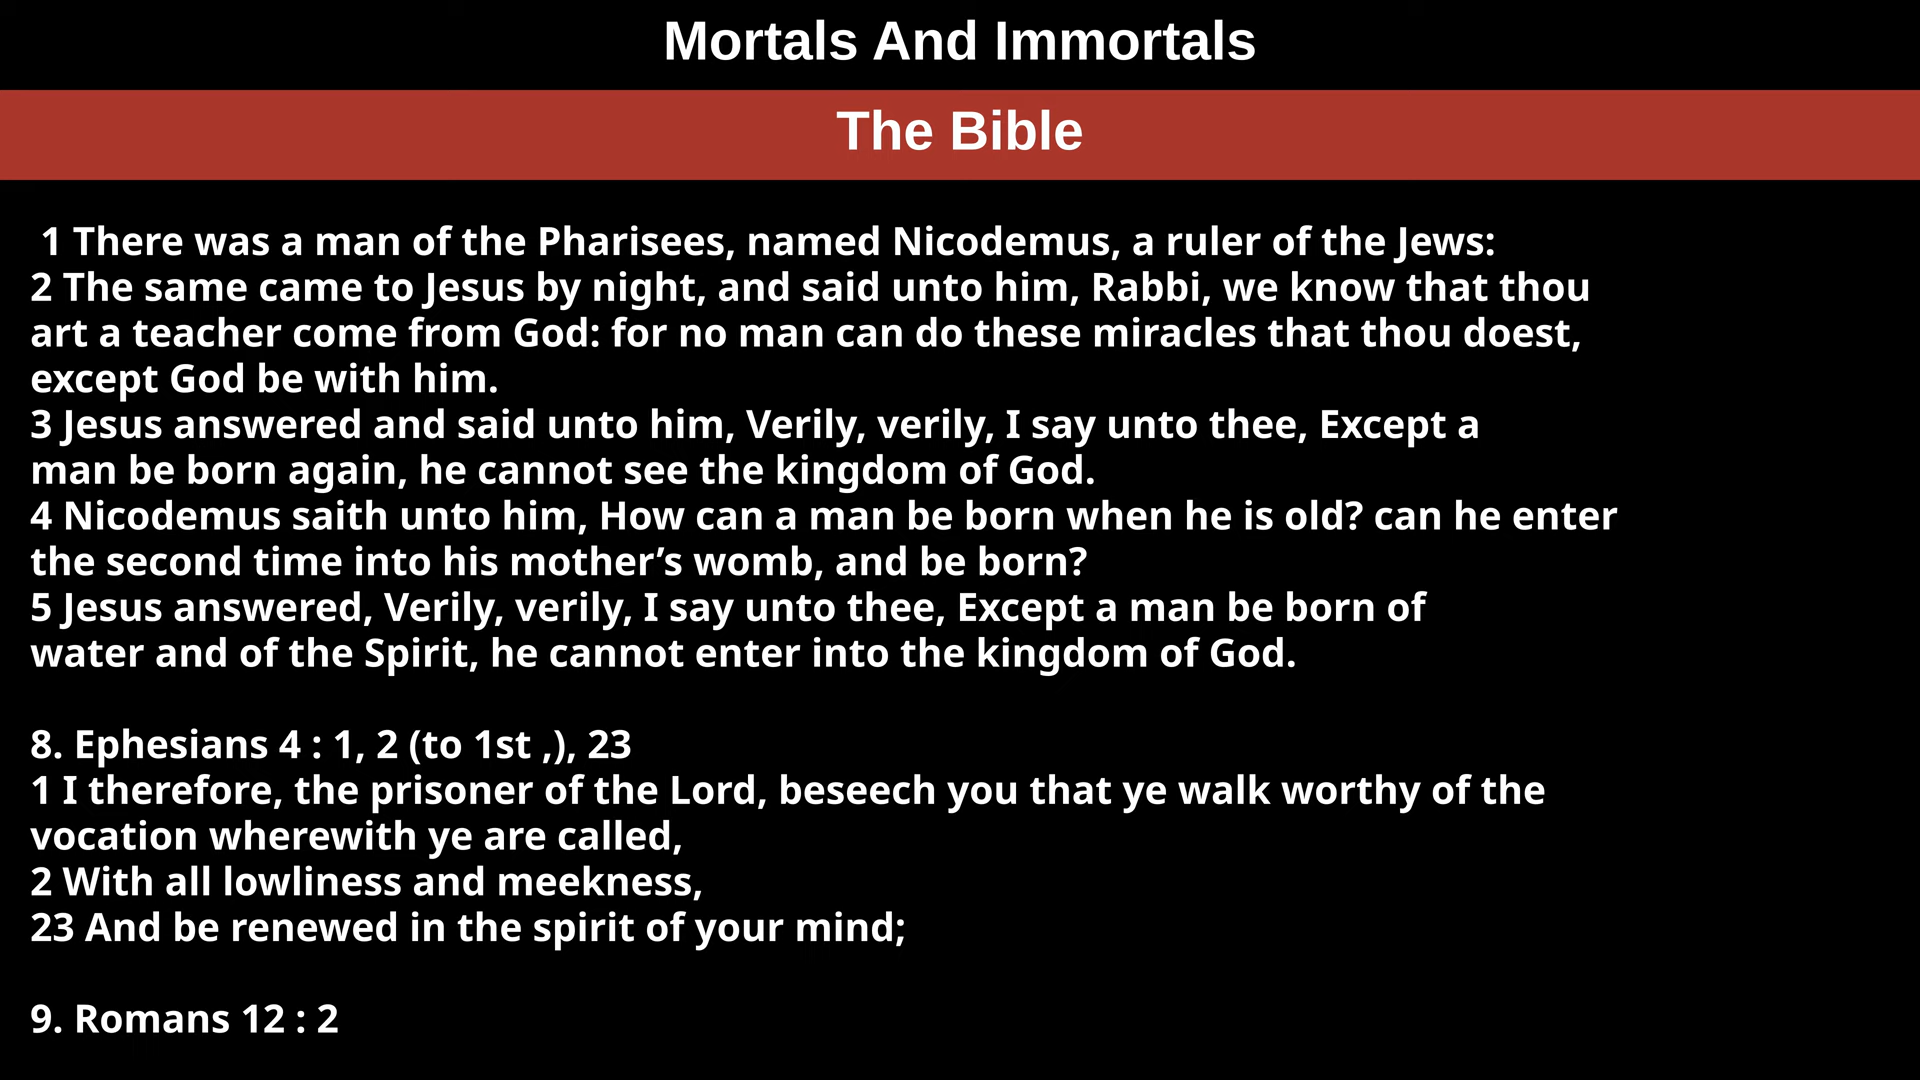 Mortals And Immortals
The Bible
1 There was a man of the Pharisees, named Nicodemus, a ruler of the Jews:
2 The same came to Jesus by night, and said unto him, Rabbi, we know that thou
art a teacher come from God: for no man can do these miracles that thou doest,
except God be with him.
3 Jesus answered and said unto him, Verily, verily, I say unto thee, Except a
man be born again, he cannot see the kingdom of God.
4 Nicodemus saith unto him, How can a man be born when he is old? can he enter
the second time into his mother’s womb, and be born?
5 Jesus answered, Verily, verily, I say unto thee, Except a man be born of
water and of the Spirit, he cannot enter into the kingdom of God.
8. Ephesians 4 : 1, 2 (to 1st ,), 23
1 I therefore, the prisoner of the Lord, beseech you that ye walk worthy of the
vocation wherewith ye are called,
2 With all lowliness and meekness,
23 And be renewed in the spirit of your mind;
9. Romans 12 : 2